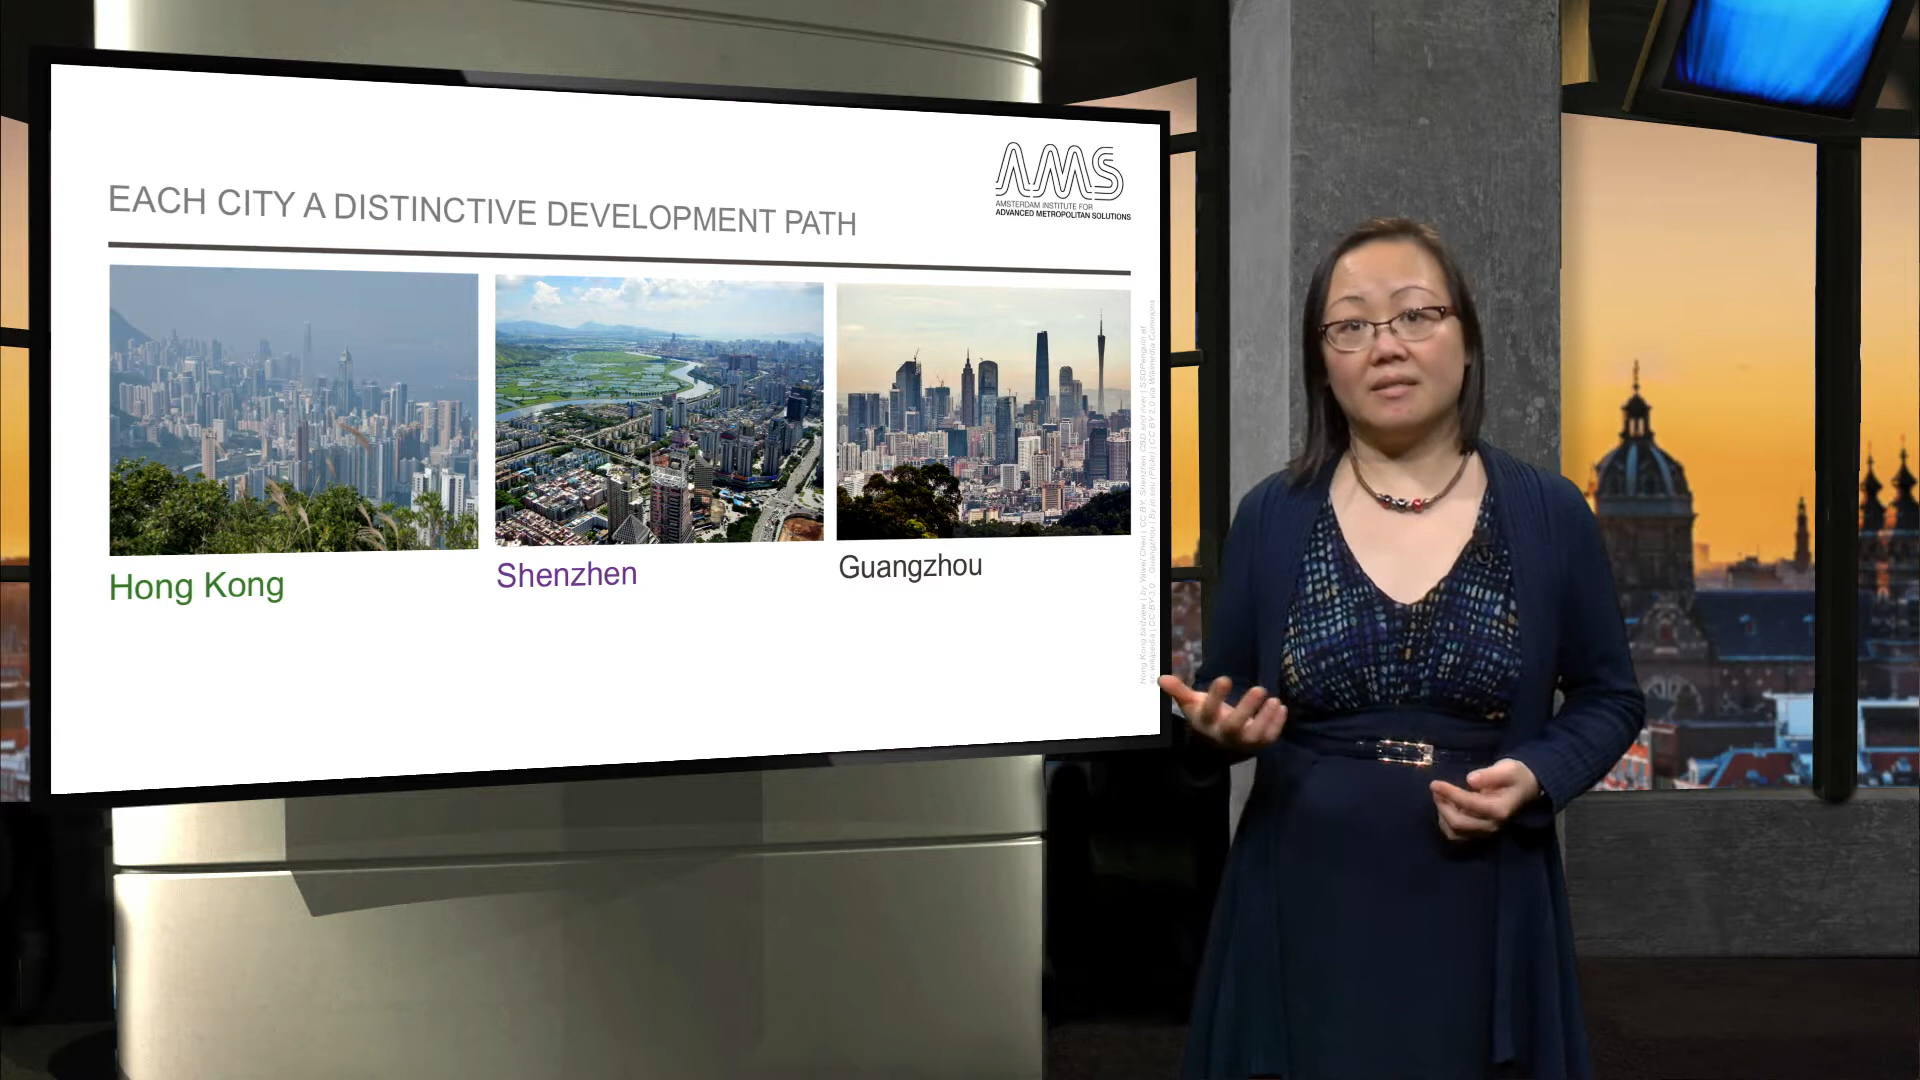 EACH CITY A DISTINCTIVE DEVELOPMENT PATH
AMS
AMSTERDAM INSTITUTE FOR
ADVANCED METROPOLITAN SOLUTIONS
Hong Kong
Shenzhen
Guangzhou